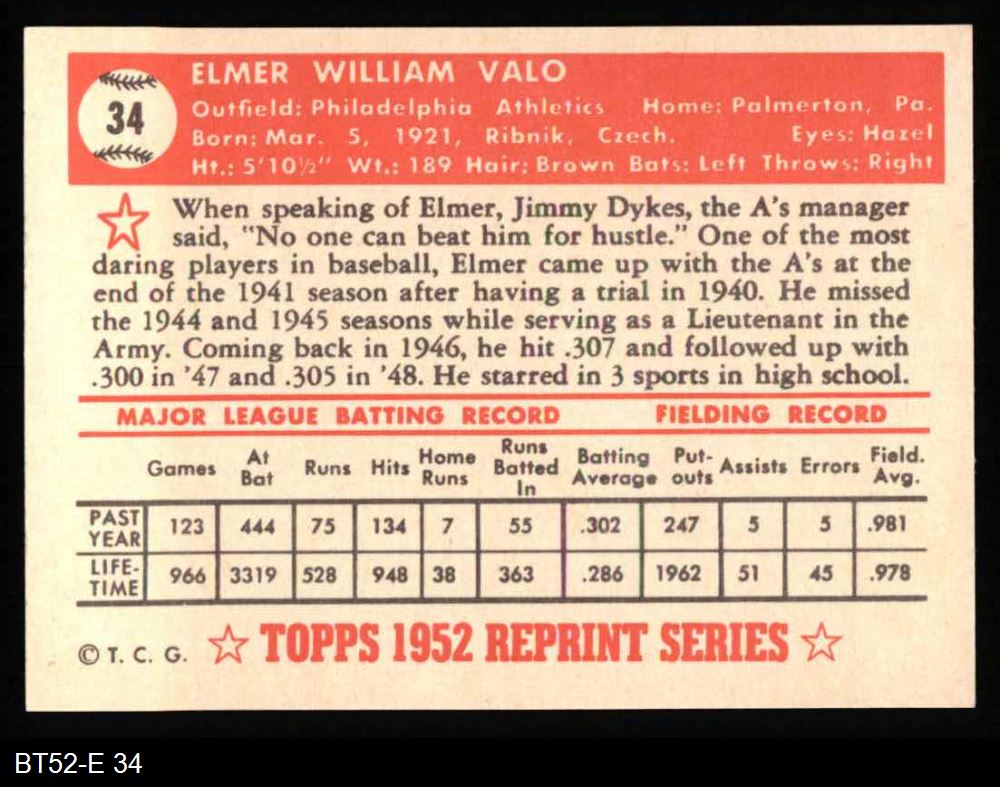 34
ELMER WILLIAM VALO
Outfield: Philadelphia Athletics Home: Palmerton, Pa.
Born: Mar. 5, 1921, Ribnik, Czech. Eyes: Hazel
Ht.: 5'10½" Wt.: 189 Hair: Brown Bats: Left Throws: Right
When speaking of Elmer, Jimmy Dykes, the A's manager
said, "No one can beat him for hustle." One of the most
daring players in baseball, Elmer came up with the A's at the
end of the 1941 season after having a trial in 1940. He missed
the 1944 and 1945 seasons while serving as a Lieutenant in the
Army. Coming back in 1946, he hit .307 and followed up with
.300 in '47 and .305 in '48. He starred in 3 sports in high school.
MAJOR LEAGUE BATTING RECORD FIELDING RECORD
Games At Bat Runs Hits Home Runs Runs Batted In Batting Average Put-outs Assists Errors Field. Avg.
PAST YEAR 123 444 75 134 7 55 .302 247 5 5 .981
LIFE-TIME 966 3319 528 948 38 363 .286 1962 51 45 .978
© T. C. G. TOPPS 1952 REPRINT SERIES
BT52-E 34